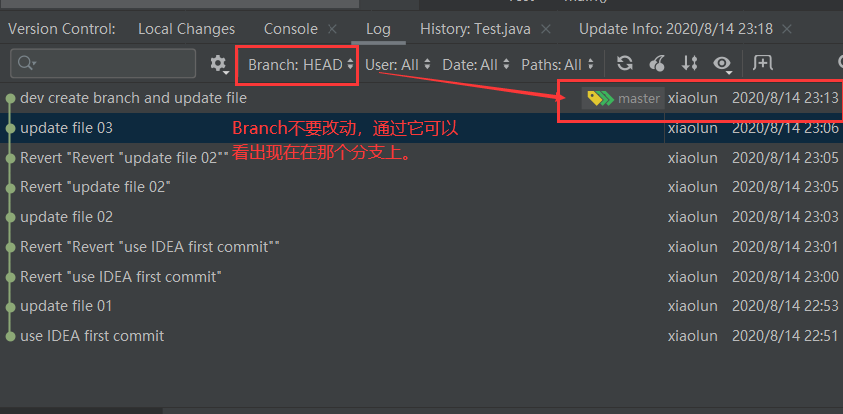 Version Control: Local Changes Console Log History: Test.java Update Info: 2020/8/14 23:18
Branch: HEAD User: All Date: All Paths: All
dev create branch and update file master xiaolun 2020/8/14 23:13
update file 03 xiaolun 2020/8/14 23:06
Branch不要改动，通过它可以
看出现在在那个分支上。
Revert "Revert "update file 02"" xiaolun 2020/8/14 23:05
Revert "update file 02" xiaolun 2020/8/14 23:05
update file 02 xiaolun 2020/8/14 23:03
Revert "Revert "use IDEA first commit"" xiaolun 2020/8/14 23:01
Revert "use IDEA first commit" xiaolun 2020/8/14 23:00
update file 01 xiaolun 2020/8/14 22:53
use IDEA first commit xiaolun 2020/8/14 22:51